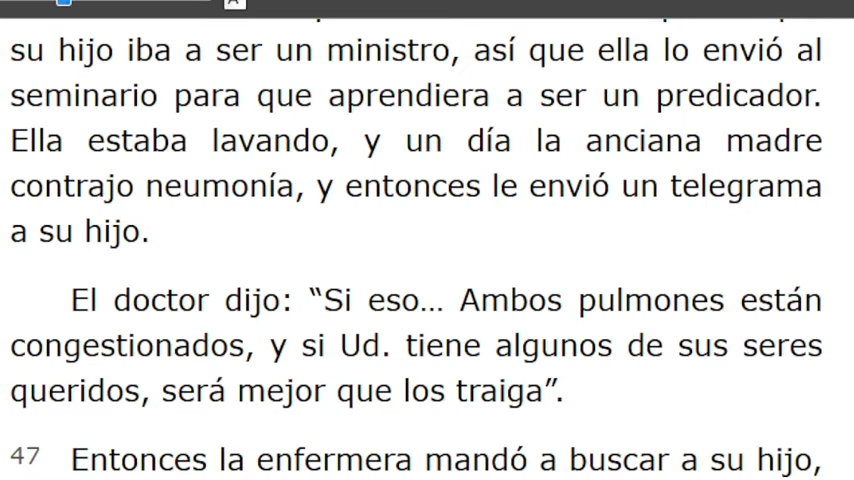 su hijo iba a ser un ministro, así que ella lo envió al
seminario para que aprendiera a ser un predicador.
Ella estaba lavando, y un día la anciana madre
contrajo neumonía, y entonces le envió un telegrama
a su hijo.
El doctor dijo: “Si eso… Ambos pulmones están
congestionados, y si Ud. tiene algunos de sus seres
queridos, será mejor que los traiga”.
47 Entonces la enfermera mandó a buscar a su hijo,